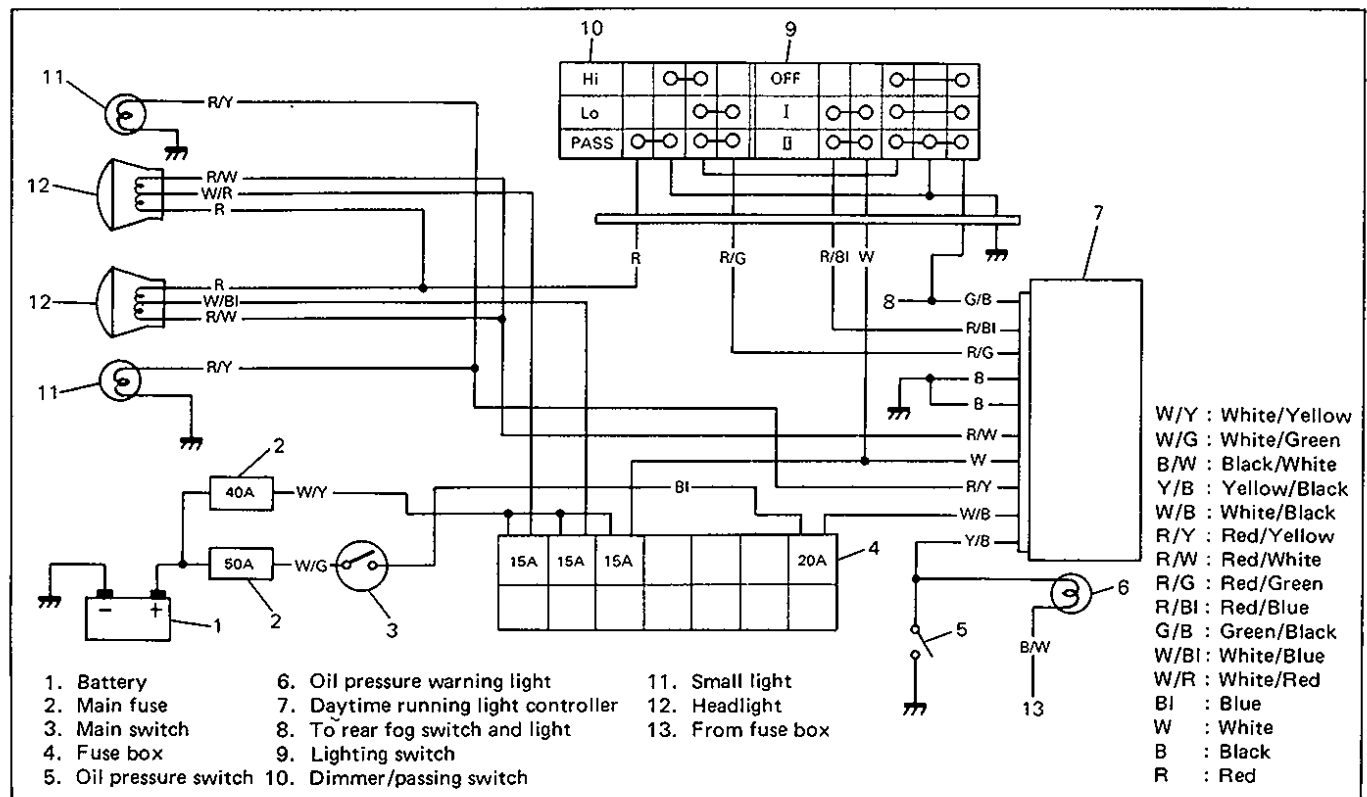 10
9
Hi
OFF
Lo
I
PASS
II
11
R/Y
12
R/W
W/R
R
12
R
W/Bl
R/W
11
R/Y
R
R/G
R/Bl
W
7
8
G/B
R/Bl
R/G
B
B
R/W
W
R/Y
W/B
Y/B
2
40A
W/Y
Bl
50A
W/G
15A
15A
15A
20A
4
1
2
3
5
6
B/W
13
W/Y : White/Yellow
W/G : White/Green
B/W : Black/White
Y/B : Yellow/Black
W/B : White/Black
R/Y : Red/Yellow
R/W : Red/White
R/G : Red/Green
R/Bl : Red/Blue
G/B : Green/Black
W/Bl : White/Blue
W/R : White/Red
Bl : Blue
W : White
B : Black
R : Red
1. Battery
2. Main fuse
3. Main switch
4. Fuse box
5. Oil pressure switch
6. Oil pressure warning light
7. Daytime running light controller
8. To rear fog switch and light
9. Lighting switch
10. Dimmer/passing switch
11. Small light
12. Headlight
13. From fuse box